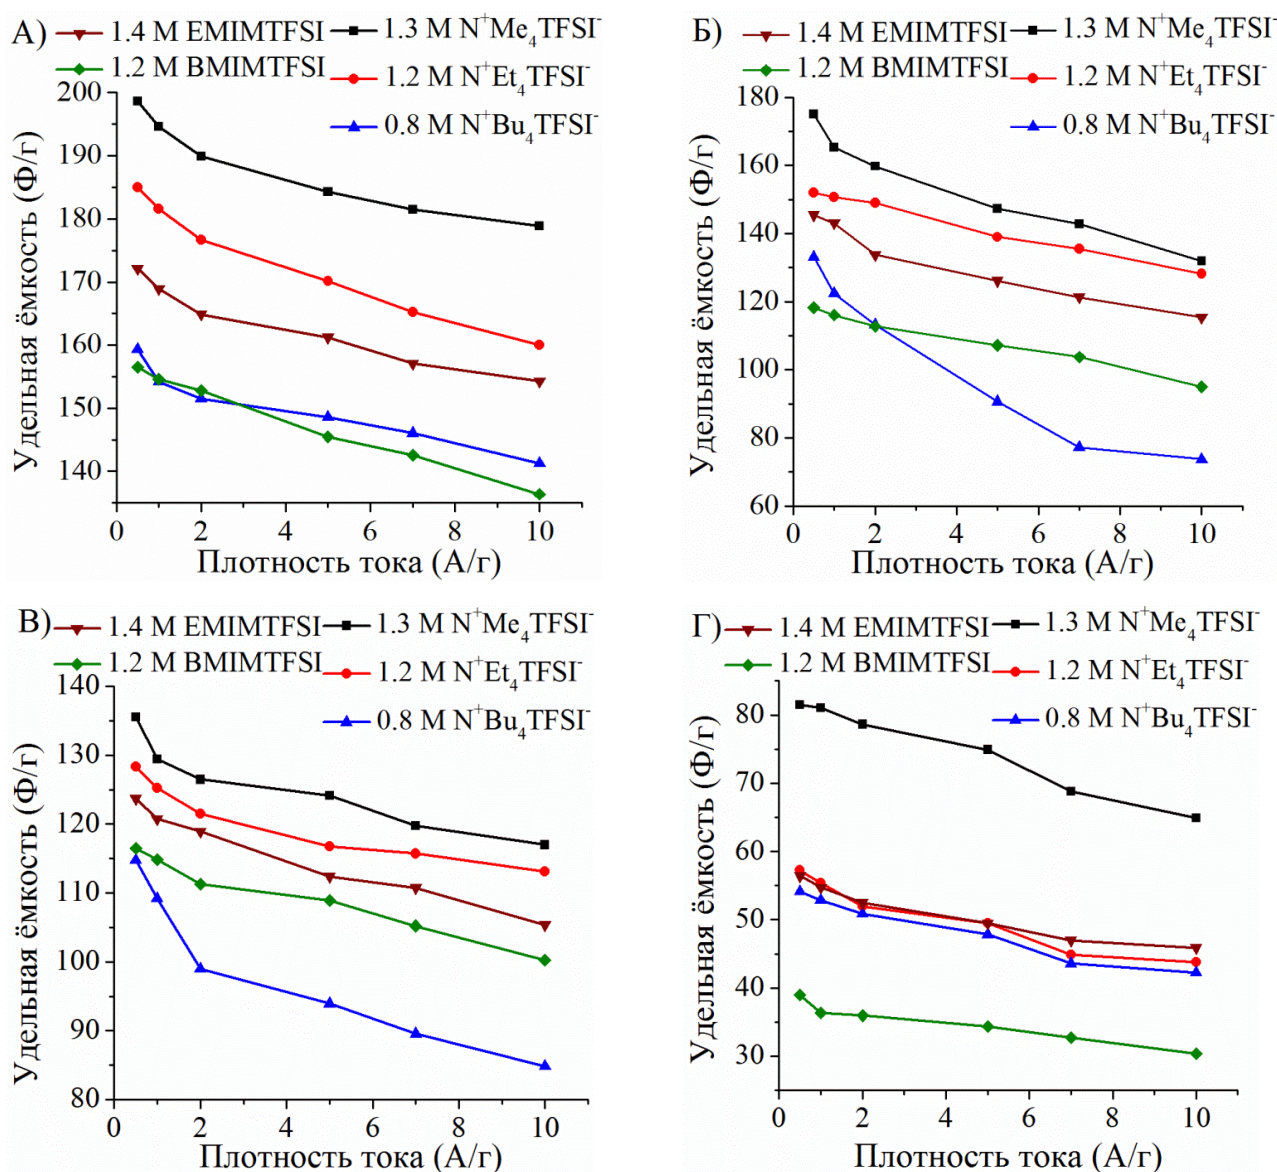 А)
1.4 M EMIMTFSI
1.3 M N⁺Me₄TFSI⁻
1.2 M BMIMTFSI
1.2 M N⁺Et₄TFSI⁻
0.8 M N⁺Bu₄TFSI⁻
200
190
180
170
160
150
140
Удельная ёмкость (Ф/г)
0 2 4 6 8 10
Плотность тока (А/г)
Б)
1.4 M EMIMTFSI
1.3 M N⁺Me₄TFSI⁻
1.2 M BMIMTFSI
1.2 M N⁺Et₄TFSI⁻
0.8 M N⁺Bu₄TFSI⁻
180
160
140
120
100
80
60
Удельная ёмкость (Ф/г)
0 2 4 6 8 10
Плотность тока (А/г)
В)
1.4 M EMIMTFSI
1.3 M N⁺Me₄TFSI⁻
1.2 M BMIMTFSI
1.2 M N⁺Et₄TFSI⁻
0.8 M N⁺Bu₄TFSI⁻
140
130
120
110
100
90
80
Удельная ёмкость (Ф/г)
0 2 4 6 8 10
Плотность тока (А/г)
Г)
1.4 M EMIMTFSI
1.3 M N⁺Me₄TFSI⁻
1.2 M BMIMTFSI
1.2 M N⁺Et₄TFSI⁻
0.8 M N⁺Bu₄TFSI⁻
80
70
60
50
40
30
Удельная ёмкость (Ф/г)
0 2 4 6 8 10
Плотность тока (А/г)